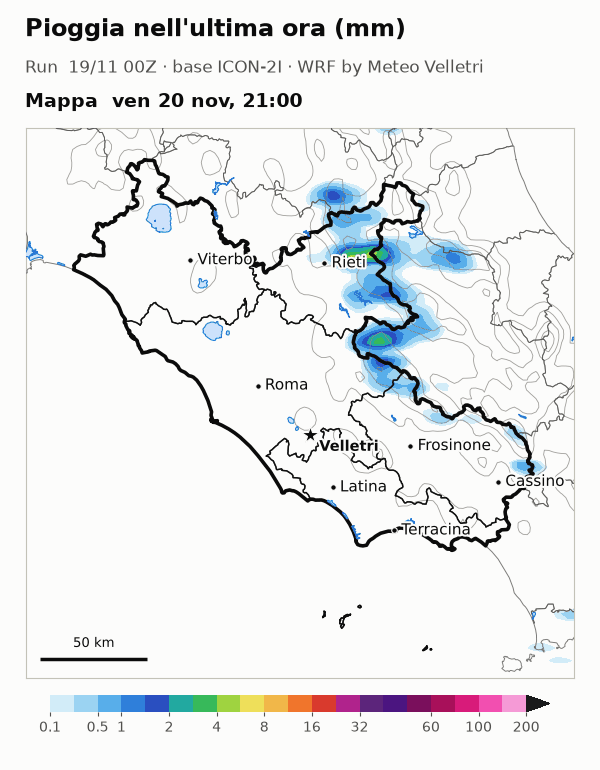 Pioggia nell'ultima ora (mm)
Run  19/11 00Z · base ICON-2I · WRF by Meteo Velletri
Mappa  ven 20 nov, 21:00
Viterbo
Rieti
Roma
Velletri
Frosinone
Latina
Cassino
Terracina
50 km
0.1 0.5 1 2 4 8 16 32 60 100 200